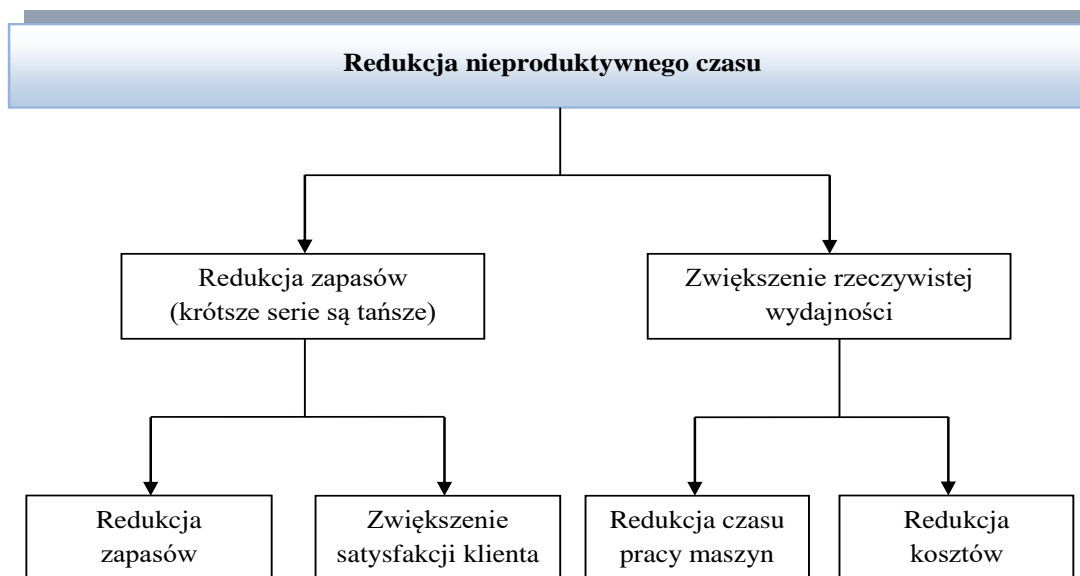 Redukcja nieproduktywnego czasu
Redukcja zapasów
(krótsze serie są tańsze)
Zwiększenie rzeczywistej
wydajności
Redukcja
zapasów
Zwiększenie
satysfakcji klienta
Redukcja czasu
pracy maszyn
Redukcja
kosztów